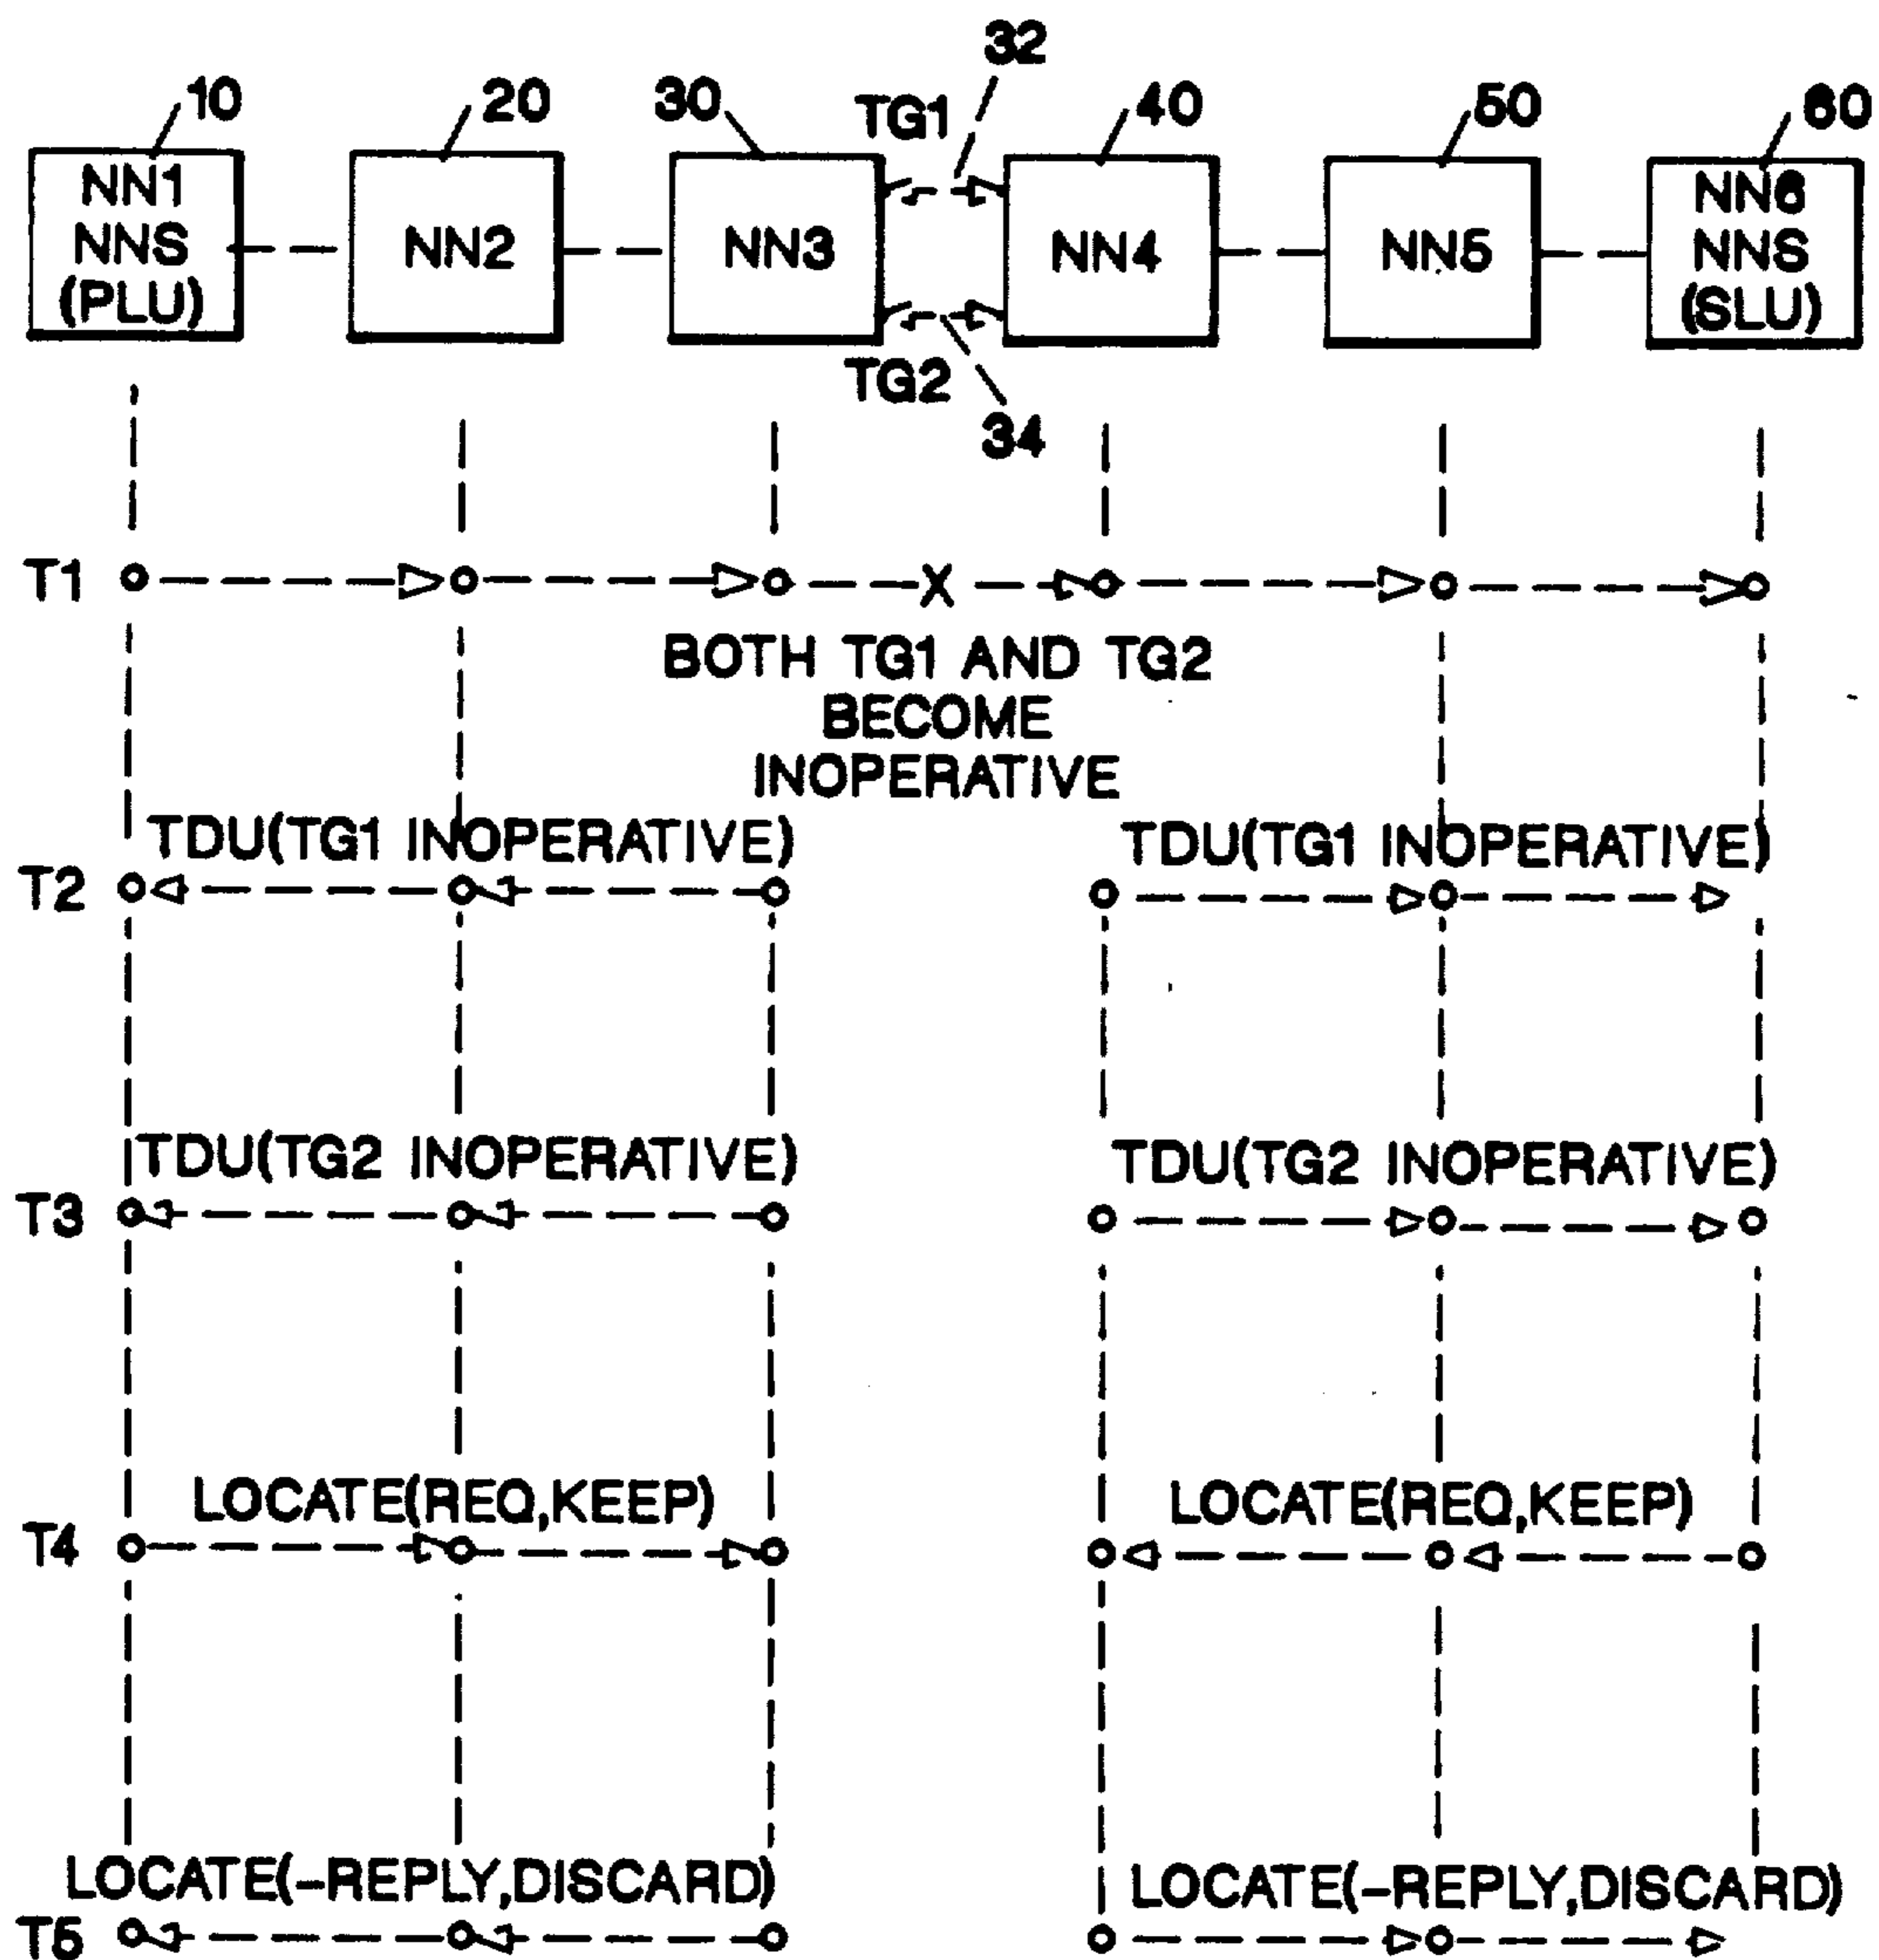 32
10 20 30 TG1 40 50 60
NN1
NNS
(PLU)
NN2
NN3
NN4
NN5
NN6
NNS
(SLU)
TG2
34
T1
X
BOTH TG1 AND TG2
BECOME
INOPERATIVE
TDU(TG1 INOPERATIVE) TDU(TG1 INOPERATIVE)
T2
TDU(TG2 INOPERATIVE) TDU(TG2 INOPERATIVE)
T3
LOCATE(REQ,KEEP) LOCATE(REQ,KEEP)
T4
LOCATE(-REPLY,DISCARD) LOCATE(-REPLY,DISCARD)
T5